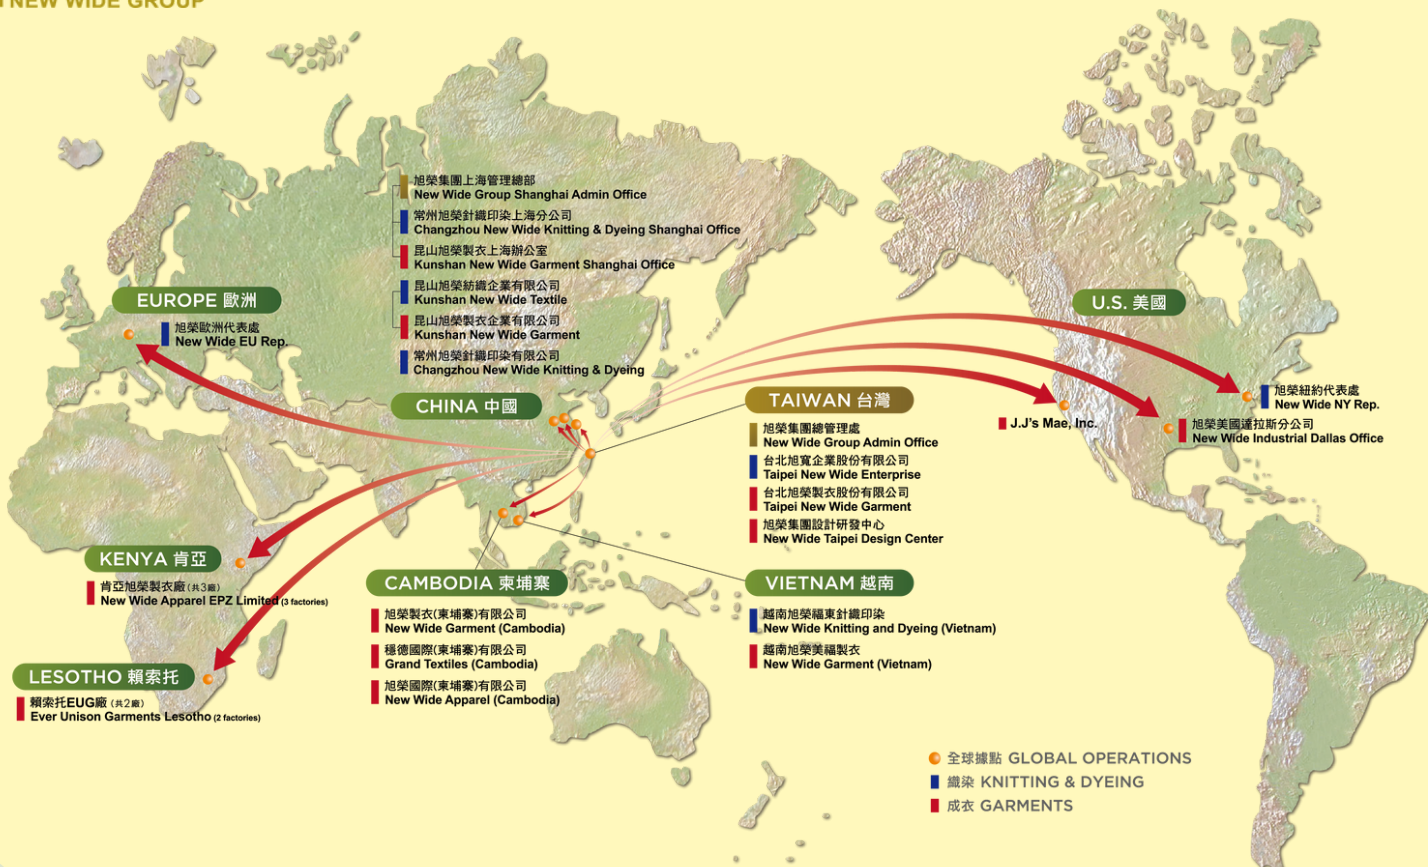 NEW WIDE GROUP
旭榮集團上海管理總部
New Wide Group Shanghai Admin Office
常州旭榮針織印染上海分公司
Changzhou New Wide Knitting & Dyeing Shanghai Office
昆山旭榮製衣上海辦公室
Kunshan New Wide Garment Shanghai Office
昆山旭榮紡織企業有限公司
Kunshan New Wide Textile
昆山旭榮製衣企業有限公司
Kunshan New Wide Garment
常州旭榮針織印染有限公司
Changzhou New Wide Knitting & Dyeing
CHINA 中國
EUROPE 歐洲
旭榮歐洲代表處
New Wide EU Rep.
U.S. 美國
旭榮紐約代表處
New Wide NY Rep.
J.J's Mae, Inc.
旭榮美國達拉斯分公司
New Wide Industrial Dallas Office
TAIWAN 台灣
旭榮集團總管理處
New Wide Group Admin Office
台北旭寬企業股份有限公司
Taipei New Wide Enterprise
台北旭榮製衣股份有限公司
Taipei New Wide Garment
旭榮集團設計研發中心
New Wide Taipei Design Center
KENYA 肯亞
肯亞旭榮製衣廠 (共3廠)
New Wide Apparel EPZ Limited (3 factories)
CAMBODIA 柬埔寨
旭榮製衣(柬埔寨)有限公司
New Wide Garment (Cambodia)
穩德國際(柬埔寨)有限公司
Grand Textiles (Cambodia)
旭榮國際(柬埔寨)有限公司
New Wide Apparel (Cambodia)
VIETNAM 越南
越南旭榮福東針織印染
New Wide Knitting and Dyeing (Vietnam)
越南旭榮美福製衣
New Wide Garment (Vietnam)
LESOTHO 賴索托
賴索托EUG廠 (共2廠)
Ever Unison Garments Lesotho (2 factories)
全球據點 GLOBAL OPERATIONS
織染 KNITTING & DYEING
成衣 GARMENTS